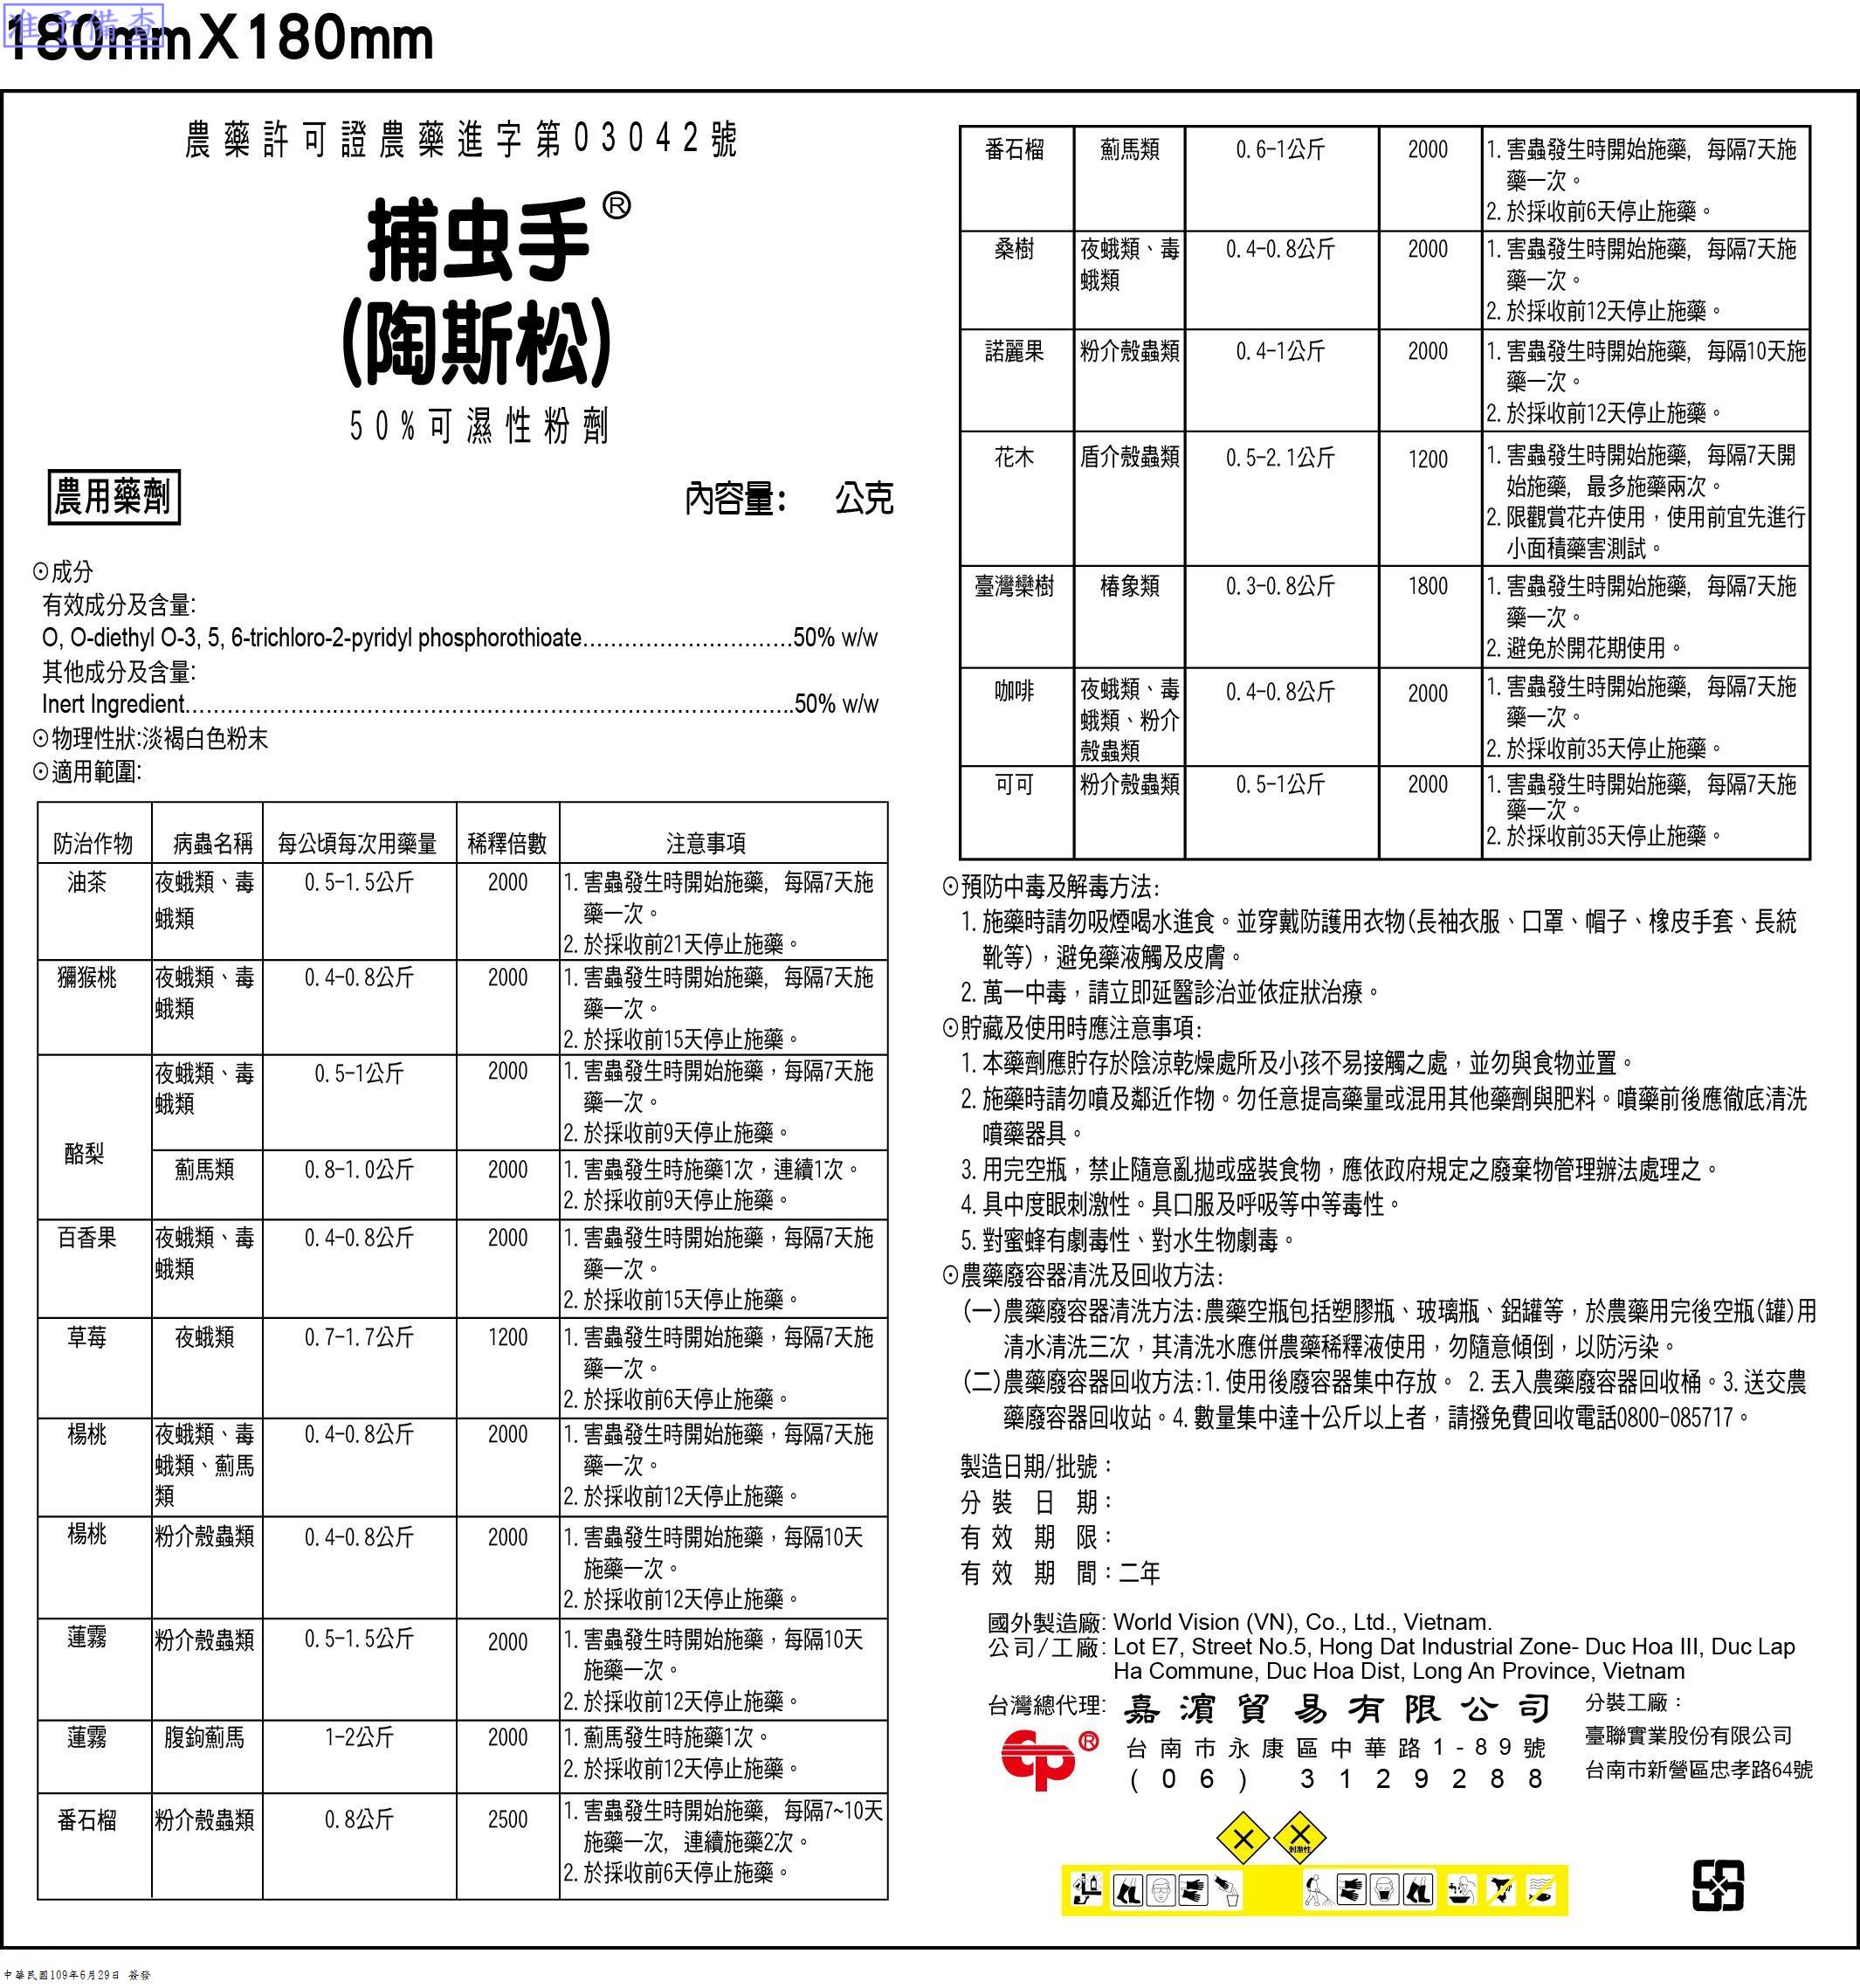 准予備查
180mmX180mm
農藥許可證農藥進字第03042號
捕虫手®
(陶斯松)
50%可濕性粉劑
農用藥劑
內容量: 公克
⊙成分
有效成分及含量:
O, O-diethyl O-3, 5, 6-trichloro-2-pyridyl phosphorothioate..............................50% w/w
其他成分及含量:
Inert Ingredient.......................................................................................50% w/w
⊙物理性狀:淡褐白色粉末
⊙適用範圍:
防治作物 病蟲名稱 每公頃每次用藥量 稀釋倍數 注意事項
油茶 夜蛾類、毒 0.5-1.5公斤 2000 1.害蟲發生時開始施藥, 每隔7天施
蛾類 藥一次。
2.於採收前21天停止施藥。
獼猴桃 夜蛾類、毒 0.4-0.8公斤 2000 1.害蟲發生時開始施藥, 每隔7天施
蛾類 藥一次。
2.於採收前15天停止施藥。
酪梨
夜蛾類、毒 0.5-1公斤 2000 1.害蟲發生時開始施藥，每隔7天施
蛾類 藥一次。
2.於採收前9天停止施藥。
薊馬類 0.8-1.0公斤 2000 1.害蟲發生時施藥1次，連續1次。
2.於採收前9天停止施藥。
百香果 夜蛾類、毒 0.4-0.8公斤 2000 1.害蟲發生時開始施藥，每隔7天施
蛾類 藥一次。
2.於採收前15天停止施藥。
草莓 夜蛾類 0.7-1.7公斤 1200 1.害蟲發生時開始施藥，每隔7天施
藥一次。
2.於採收前6天停止施藥。
楊桃 夜蛾類、毒 0.4-0.8公斤 2000 1.害蟲發生時開始施藥，每隔7天施
蛾類、薊馬 藥一次。
類 2.於採收前12天停止施藥。
楊桃 粉介殼蟲類 0.4-0.8公斤 2000 1.害蟲發生時開始施藥，每隔10天
施藥一次。
2.於採收前12天停止施藥。
蓮霧 粉介殼蟲類 0.5-1.5公斤 2000 1.害蟲發生時開始施藥，每隔10天
施藥一次。
2.於採收前12天停止施藥。
蓮霧 腹鉤薊馬 1-2公斤 2000 1.薊馬發生時施藥1次。
2.於採收前12天停止施藥。
番石榴 粉介殼蟲類 0.8公斤 2500 1.害蟲發生時開始施藥, 每隔7~10天
施藥一次, 連續施藥2次。
2.於採收前6天停止施藥。
番石榴 薊馬類 0.6-1公斤 2000 1.害蟲發生時開始施藥, 每隔7天施
藥一次。
2.於採收前6天停止施藥。
桑樹 夜蛾類、毒 0.4-0.8公斤 2000 1.害蟲發生時開始施藥, 每隔7天施
蛾類 藥一次。
2.於採收前12天停止施藥。
諾麗果 粉介殼蟲類 0.4-1公斤 2000 1.害蟲發生時開始施藥, 每隔10天施
藥一次。
2.於採收前12天停止施藥。
花木 盾介殼蟲類 0.5-2.1公斤 1200 1.害蟲發生時開始施藥, 每隔7天開
始施藥, 最多施藥兩次。
2.限觀賞花卉使用，使用前宜先進行
小面積藥害測試。
臺灣欒樹 椿象類 0.3-0.8公斤 1800 1.害蟲發生時開始施藥, 每隔7天施
藥一次。
2.避免於開花期使用。
咖啡 夜蛾類、毒 0.4-0.8公斤 2000 1.害蟲發生時開始施藥, 每隔7天施
蛾類、粉介 藥一次。
殼蟲類 2.於採收前35天停止施藥。
可可 粉介殼蟲類 0.5-1公斤 2000 1.害蟲發生時開始施藥, 每隔7天施
藥一次。
2.於採收前35天停止施藥。
⊙預防中毒及解毒方法:
1.施藥時請勿吸煙喝水進食。並穿戴防護用衣物(長袖衣服、口罩、帽子、橡皮手套、長統
靴等)，避免藥液觸及皮膚。
2.萬一中毒，請立即延醫診治並依症狀治療。
⊙貯藏及使用時應注意事項:
1.本藥劑應貯存於陰涼乾燥處所及小孩不易接觸之處，並勿與食物並置。
2.施藥時請勿噴及鄰近作物。勿任意提高藥量或混用其他藥劑與肥料。噴藥前後應徹底清洗
噴藥器具。
3.用完空瓶，禁止隨意亂拋或盛裝食物，應依政府規定之廢棄物管理辦法處理之。
4.具中度眼刺激性。具口服及呼吸等中等毒性。
5.對蜜蜂有劇毒性、對水生物劇毒。
⊙農藥廢容器清洗及回收方法:
(一)農藥廢容器清洗方法:農藥空瓶包括塑膠瓶、玻璃瓶、鋁罐等，於農藥用完後空瓶(罐)用
清水清洗三次，其清洗水應併農藥稀釋液使用，勿隨意傾倒，以防污染。
(二)農藥廢容器回收方法:1.使用後廢容器集中存放。 2.丟入農藥廢容器回收桶。3.送交農
藥廢容器回收站。4.數量集中達十公斤以上者，請撥免費回收電話0800-085717。
製造日期/批號：
分裝日期：
有效期限：
有效期間：二年
國外製造廠: World Vision (VN), Co., Ltd., Vietnam.
公司/工廠: Lot E7, Street No.5, Hong Dat Industrial Zone- Duc Hoa III, Duc Lap
Ha Commune, Duc Hoa Dist, Long An Province, Vietnam
台灣總代理: 嘉濵貿易有限公司
cp®
台南市永康區中華路1-89號
(06) 3129288
分裝工廠：
臺聯實業股份有限公司
台南市新營區忠孝路64號
刺激性
中華民國109年6月29日 簽發